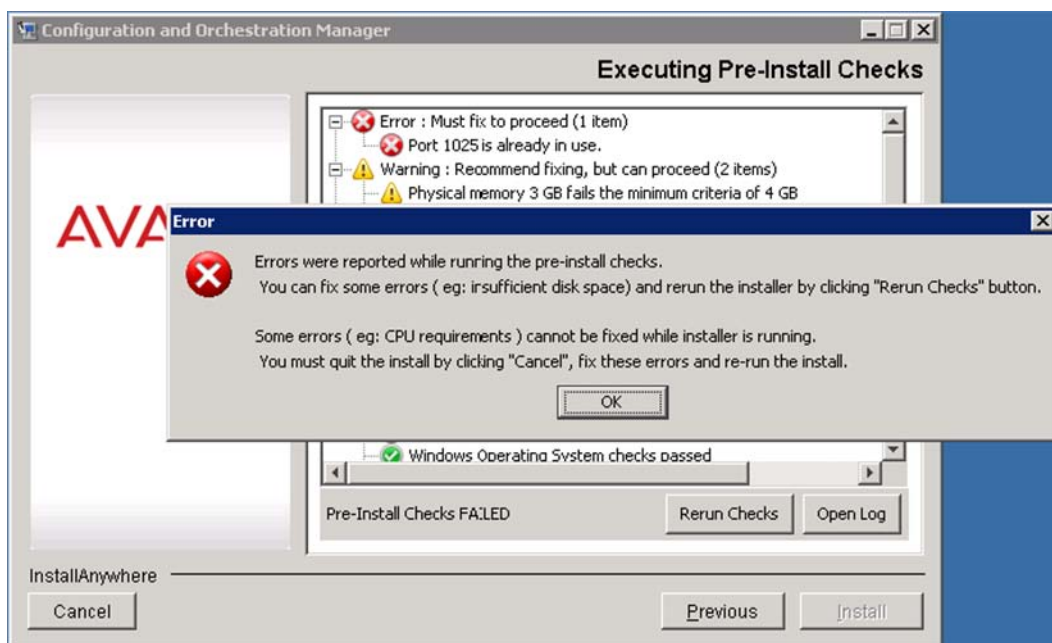 Configuration and Orchestration Manager
Executing Pre-Install Checks
Error : Must fix to proceed (1 item)
Port 1025 is already in use.
Warning : Recommend fixing, but can proceed (2 items)
Physical memory 3 GB fails the minimum criteria of 4 GB
AVA
Error
Errors were reported while running the pre-install checks.
You can fix some errors ( eg: insufficient disk space) and rerun the installer by clicking "Rerun Checks" button.
Some errors ( eg: CPU requirements ) cannot be fixed while installer is running.
You must quit the install by clicking "Cancel", fix these errors and re-run the install.
OK
Windows Operating System checks passed
Pre-Install Checks FAILED
Rerun Checks
Open Log
InstallAnywhere
Cancel
Previous
Install